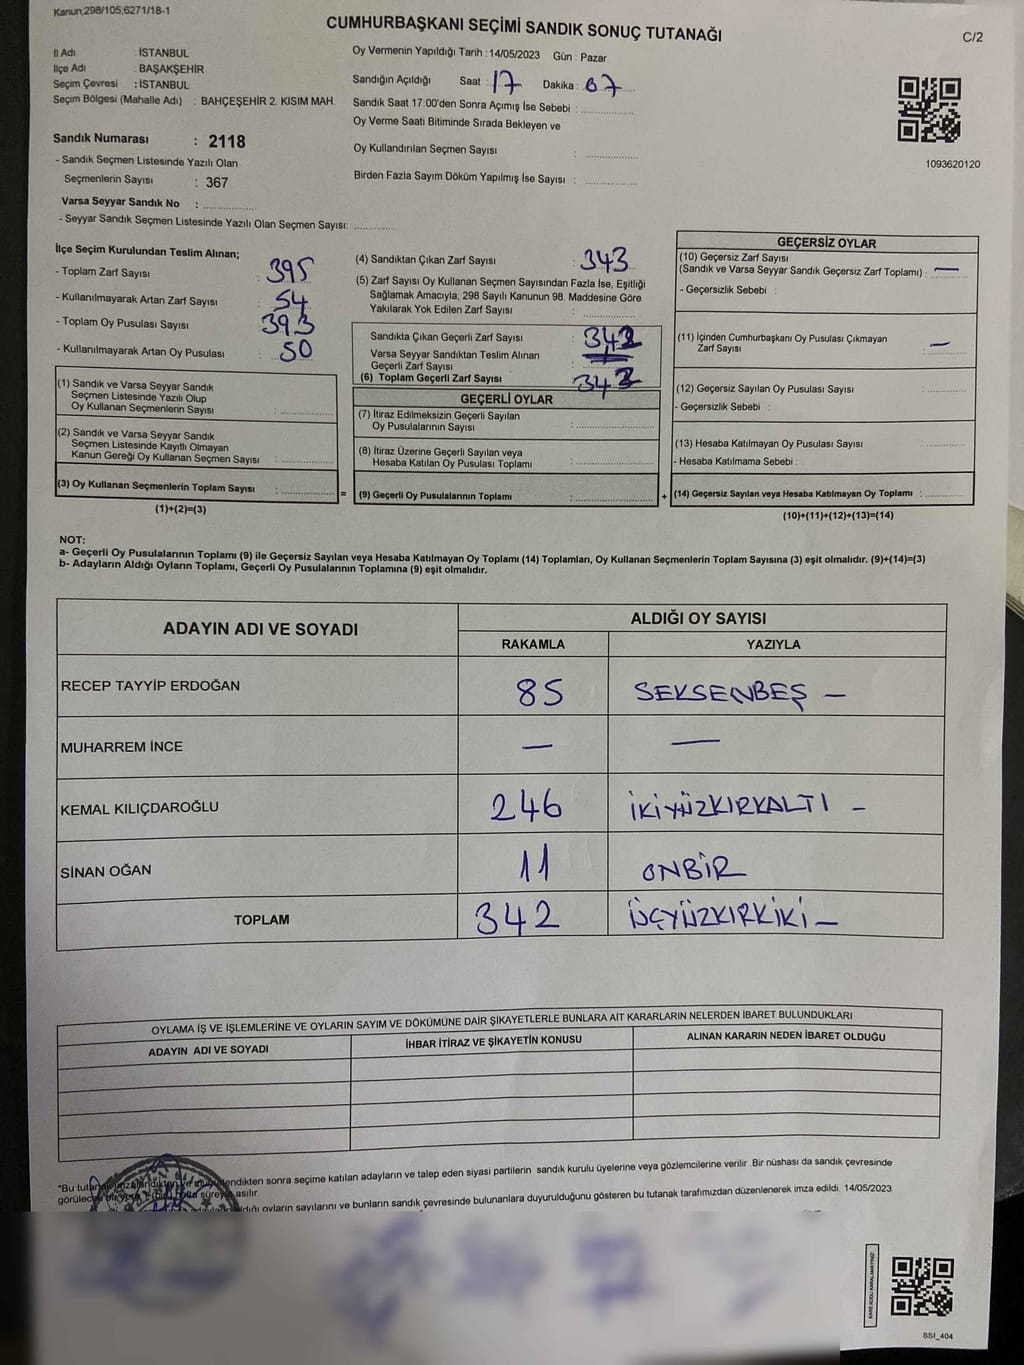 Kanun;298/105,6271/18-1
CUMHURBAŞKANI SEÇİMİ SANDIK SONUÇ TUTANAĞI
C/2
İl Adı : İSTANBUL
İlçe Adı : BAŞAKŞEHİR
Seçim Çevresi : İSTANBUL
Seçim Bölgesi (Mahalle Adı) : BAHÇEŞEHİR 2. KISIM MAH.
Oy Vermenin Yapıldığı Tarih : 14/05/2023 Gün : Pazar
Sandığın Açıldığı Saat : 17 Dakika : 07
Sandık Saat 17:00'den Sonra Açımış İse Sebebi :
Oy Verme Saati Bitiminde Sırada Bekleyen ve
Oy Kullandırılan Seçmen Sayısı :
Birden Fazla Sayım Döküm Yapılmış İse Sayısı :
1093620120
Sandık Numarası : 2118
- Sandık Seçmen Listesinde Yazılı Olan
Seçmenlerin Sayısı : 367
Varsa Seyyar Sandık No :
- Seyyar Sandık Seçmen Listesinde Yazılı Olan Seçmen Sayısı:
İlçe Seçim Kurulundan Teslim Alınan;
- Toplam Zarf Sayısı : 395
- Kullanılmayarak Artan Zarf Sayısı : 54
- Toplam Oy Pusulası Sayısı : 393
- Kullanılmayarak Artan Oy Pusulası : 50
(1) Sandık ve Varsa Seyyar Sandık
Seçmen Listesinde Yazılı Olup
Oy Kullanan Seçmenlerin Sayısı :
(2) Sandık ve Varsa Seyyar Sandık
Seçmen Listesinde Kayıtlı Olmayan
Kanun Gereği Oy Kullanan Seçmen Sayısı :
(3) Oy Kullanan Seçmenlerin Toplam Sayısı :
(1)+(2)=(3)
=
(4) Sandıktan Çıkan Zarf Sayısı : 343
(5) Zarf Sayısı Oy Kullanan Seçmen Sayısından Fazla İse, Eşitliği
Sağlamak Amacıyla; 298 Sayılı Kanunun 98. Maddesine Göre
Yakılarak Yok Edilen Zarf Sayısı :
Sandıkta Çıkan Geçerli Zarf Sayısı : 342
Varsa Seyyar Sandıktan Teslim Alınan
Geçerli Zarf Sayısı :
(6) Toplam Geçerli Zarf Sayısı : 342
GEÇERLİ OYLAR
(7) İtiraz Edilmeksizin Geçerli Sayılan
Oy Pusulalarının Sayısı :
(8) İtiraz Üzerine Geçerli Sayılan veya
Hesaba Katılan Oy Pusulası Toplamı :
(9) Geçerli Oy Pusulalarının Toplamı :
+
GEÇERSİZ OYLAR
(10) Geçersiz Zarf Sayısı
(Sandık ve Varsa Seyyar Sandık Geçersiz Zarf Toplamı) : —
- Geçersizlik Sebebi :
(11) İçinden Cumhurbaşkanı Oy Pusulası Çıkmayan
Zarf Sayısı : —
(12) Geçersiz Sayılan Oy Pusulası Sayısı :
- Geçersizlik Sebebi :
(13) Hesaba Katılmayan Oy Pusulası Sayısı :
- Hesaba Katılmama Sebebi :
(14) Geçersiz Sayılan veya Hesaba Katılmayan Oy Toplamı :
(10)+(11)+(12)+(13)=(14)
NOT:
a- Geçerli Oy Pusulalarının Toplamı (9) ile Geçersiz Sayılan veya Hesaba Katılmayan Oy Toplamı (14) Toplamları, Oy Kullanan Seçmenlerin Toplam Sayısına (3) eşit olmalıdır. (9)+(14)=(3)
b- Adayların Aldığı Oyların Toplamı, Geçerli Oy Pusulalarının Toplamına (9) eşit olmalıdır.
ADAYIN ADI VE SOYADI
ALDIĞI OY SAYISI
RAKAMLA YAZIYLA
RECEP TAYYİP ERDOĞAN 85 SEKSENBEŞ —
MUHARREM İNCE — —
KEMAL KILIÇDAROĞLU 246 İKİYÜZKIRKALTI —
SİNAN OĞAN 11 ONBİR
TOPLAM 342 ÜÇYÜZKIRKİKİ —
OYLAMA İŞ VE İŞLEMLERİNE VE OYLARIN SAYIM VE DÖKÜMÜNE DAİR ŞİKAYETLERLE BUNLARA AİT KARARLARIN NELERDEN İBARET BULUNDUKLARI
ADAYIN ADI VE SOYADI İHBAR İTİRAZ VE ŞİKAYETİN KONUSU ALINAN KARARIN NEDEN İBARET OLDUĞU
*Bu tutanak sonra seçime katılan adayların ve talep eden siyasi partilerin sandık kurulu üyelerine veya gözlemcilerine verilir. Bir nüshası da sandık çevresinde
süreyle asılır.
oyların sayılarını ve bunların sandık çevresinde bulunanlara duyurulduğunu gösteren bu tutanak tarafımızdan düzenlenerek imza edildi. 14/05/2023
SSI_404